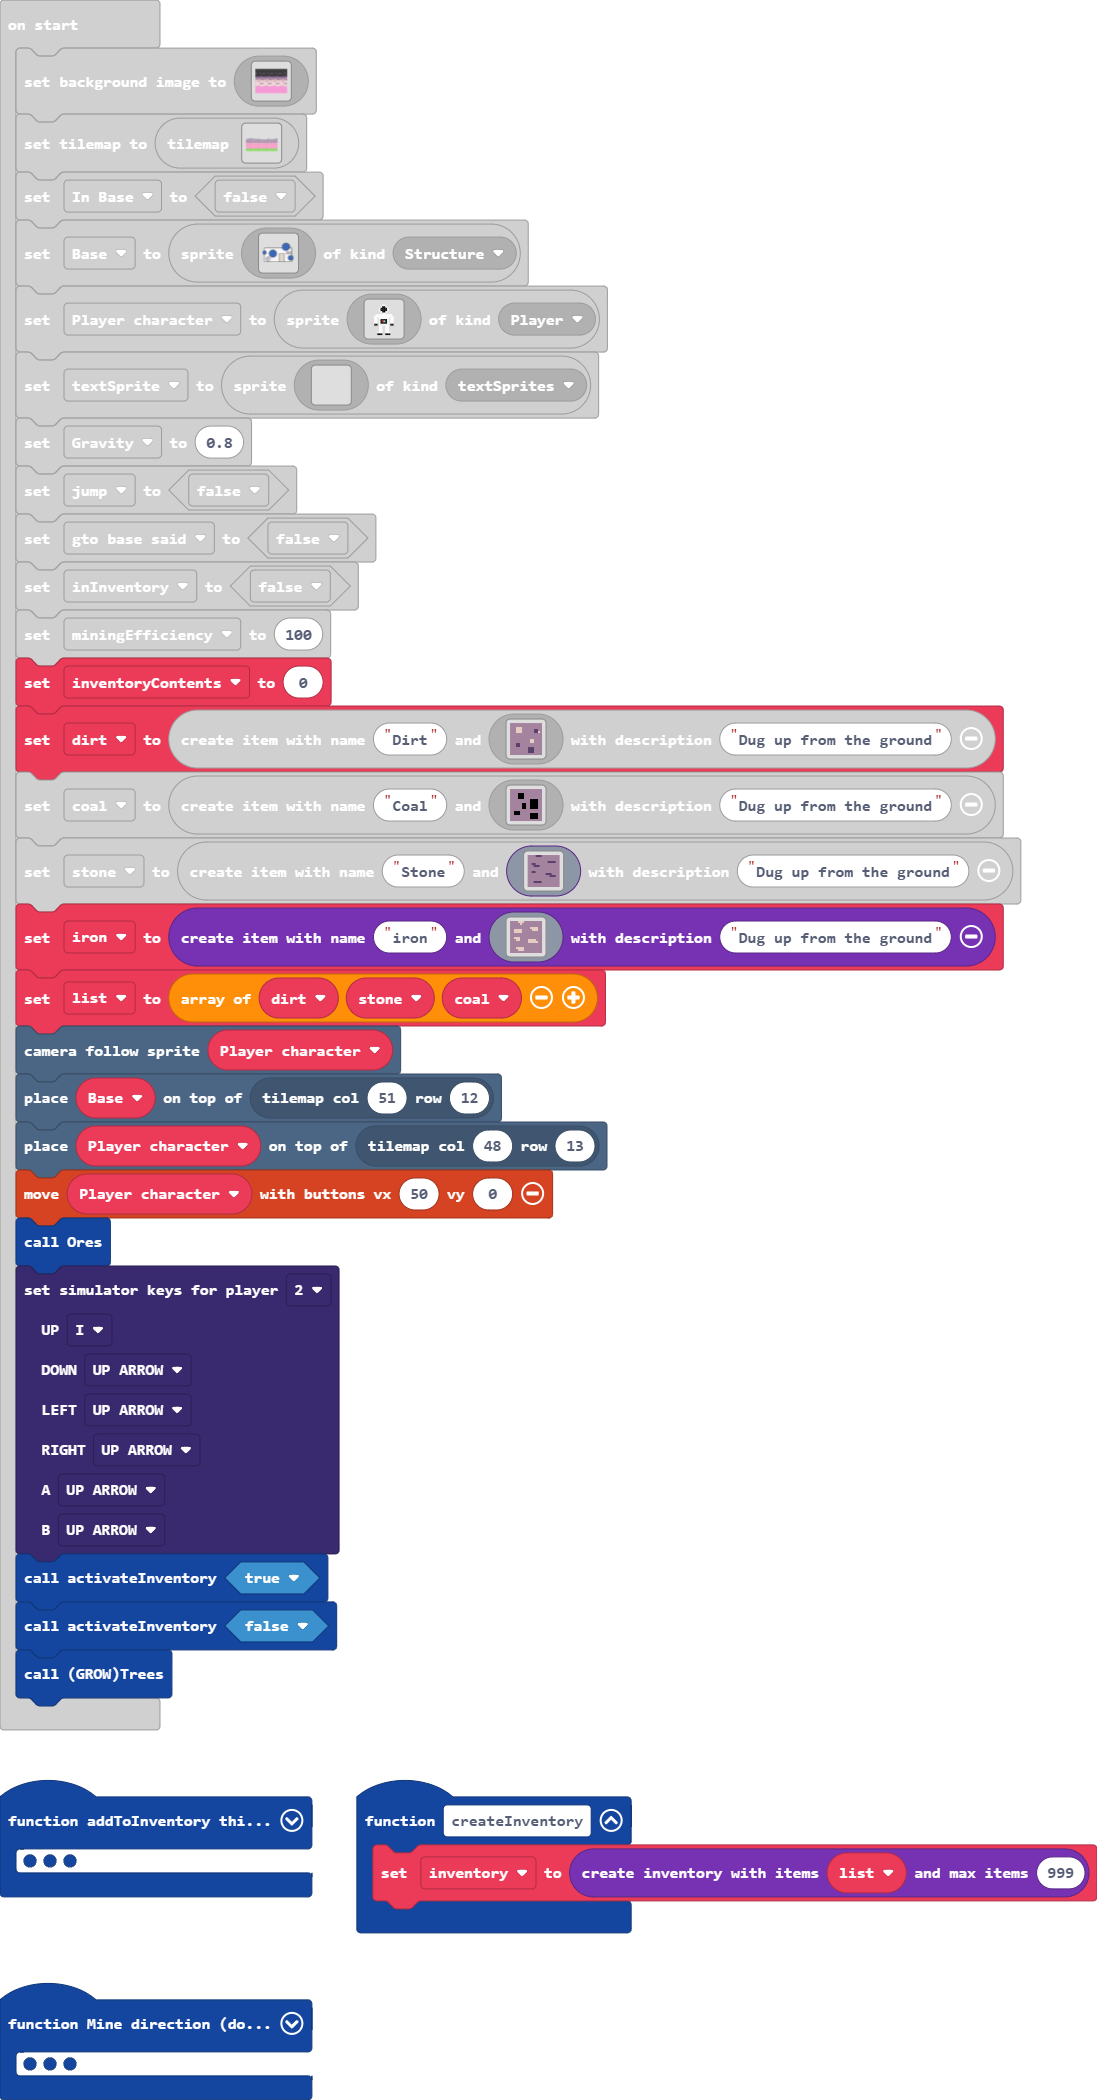 on start
set background image to
set tilemap to tilemap
set In Base to false
set Base to sprite of kind Structure
set Player character to sprite of kind Player
set textSprite to sprite of kind textSprites
set Gravity to 0.8
set jump to false
set gto base said to false
set inInventory to false
set miningEfficiency to 100
set inventoryContents to 0
set dirt to create item with name "Dirt" and with description "Dug up from the ground"
set coal to create item with name "Coal" and with description "Dug up from the ground"
set stone to create item with name "Stone" and with description "Dug up from the ground"
set iron to create item with name "iron" and with description "Dug up from the ground"
set list to array of dirt stone coal
camera follow sprite Player character
place Base on top of tilemap col 51 row 12
place Player character on top of tilemap col 48 row 13
move Player character with buttons vx 50 vy 0
call Ores
set simulator keys for player 2
UP I
DOWN UP ARROW
LEFT UP ARROW
RIGHT UP ARROW
A UP ARROW
B UP ARROW
call activateInventory true
call activateInventory false
call (GROW)Trees
function addToInventory thi...
function createInventory
set inventory to create inventory with items list and max items 999
function Mine direction (do...